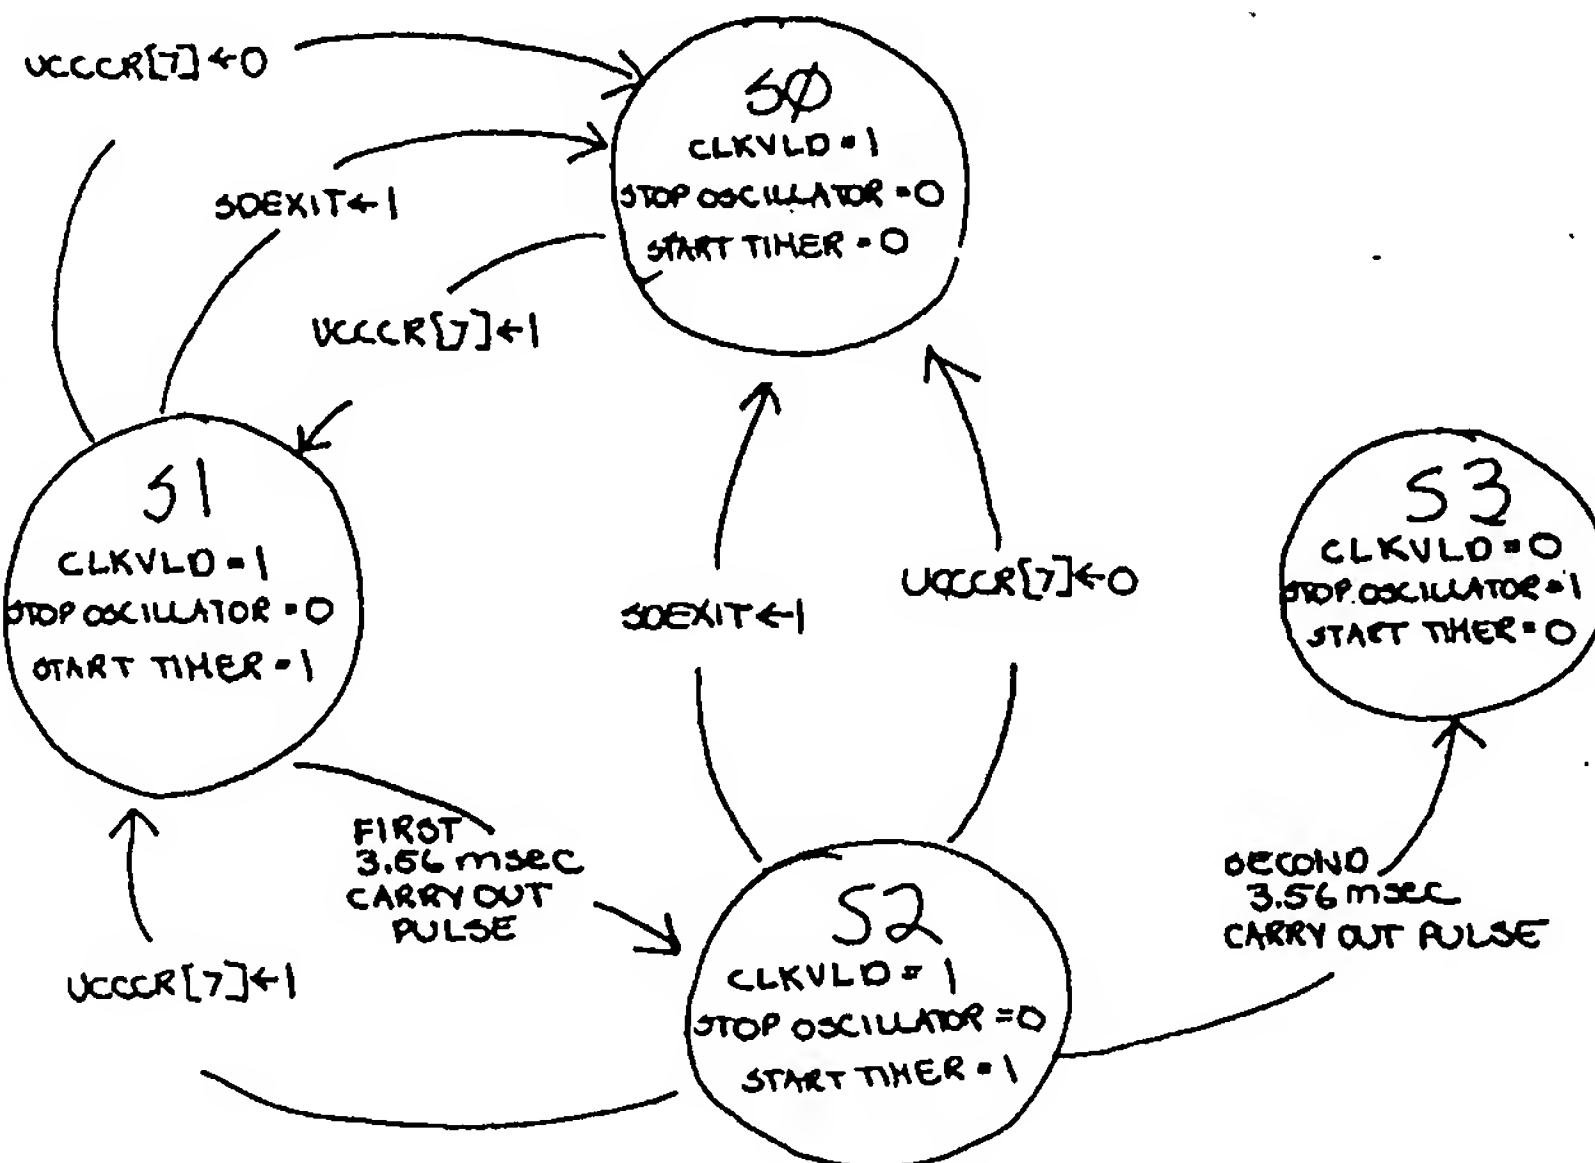 UCCCR[7]←0
SØ
CLKVLD = 1
STOP OSCILLATOR = 0
START TIMER = 0
SDEXIT←1
UCCCR[7]←1
S1
CLKVLD = 1
STOP OSCILLATOR = 0
START TIMER = 1
S3
CLKVLD = 0
STOP OSCILLATOR = 1
START TIMER = 0
SDEXIT←1
UCCCR[7]←0
FIRST
3.56 msec
CARRY OUT
PULSE
SECOND
3.56 msec
CARRY OUT PULSE
S2
CLKVLD = 1
STOP OSCILLATOR = 0
START TIMER = 1
UCCCR[7]←1